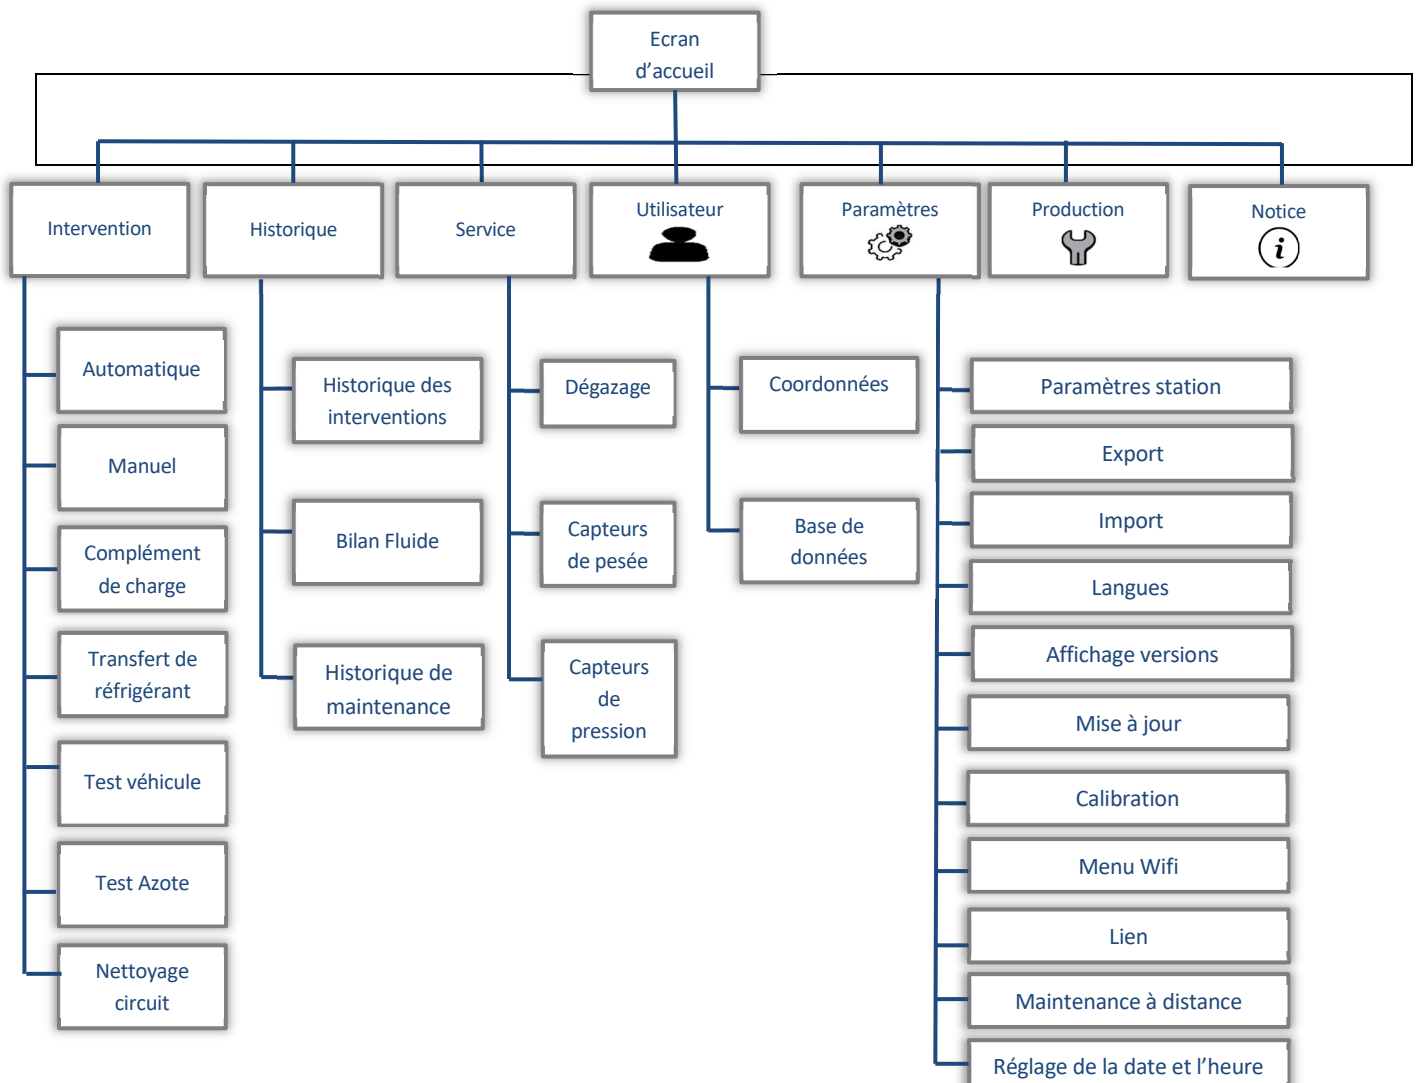 Ecran
d’accueil
Intervention
Historique
Service
Utilisateur
Paramètres
Production
Notice
i
Automatique
Manuel
Complément
de charge
Transfert de
réfrigérant
Test véhicule
Test Azote
Nettoyage
circuit
Historique des
interventions
Bilan Fluide
Historique de
maintenance
Dégazage
Capteurs
de pesée
Capteurs
de
pression
Coordonnées
Base de
données
Paramètres station
Export
Import
Langues
Affichage versions
Mise à jour
Calibration
Menu Wifi
Lien
Maintenance à distance
Réglage de la date et l’heure